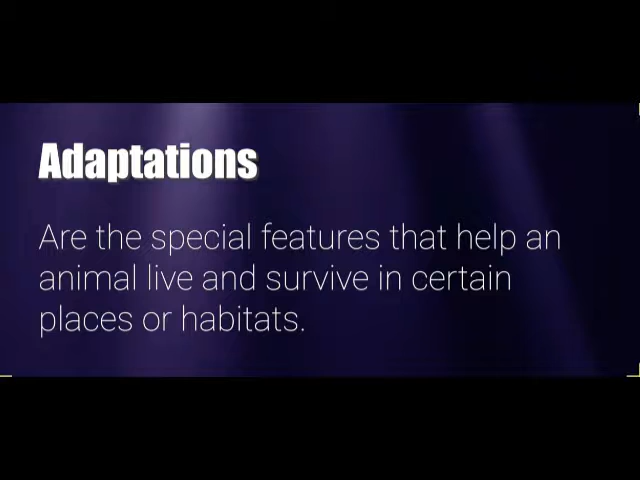 Adaptations
Are the special features that help an
animal live and survive in certain
places or habitats.